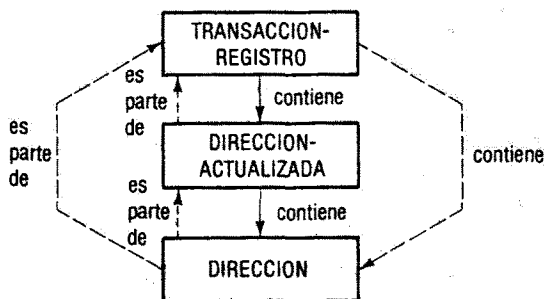 TRANSACCION-
REGISTRO
es
parte
de
contiene
es
parte
de
DIRECCION-
ACTUALIZADA
contiene
es
parte
de
contiene
DIRECCION